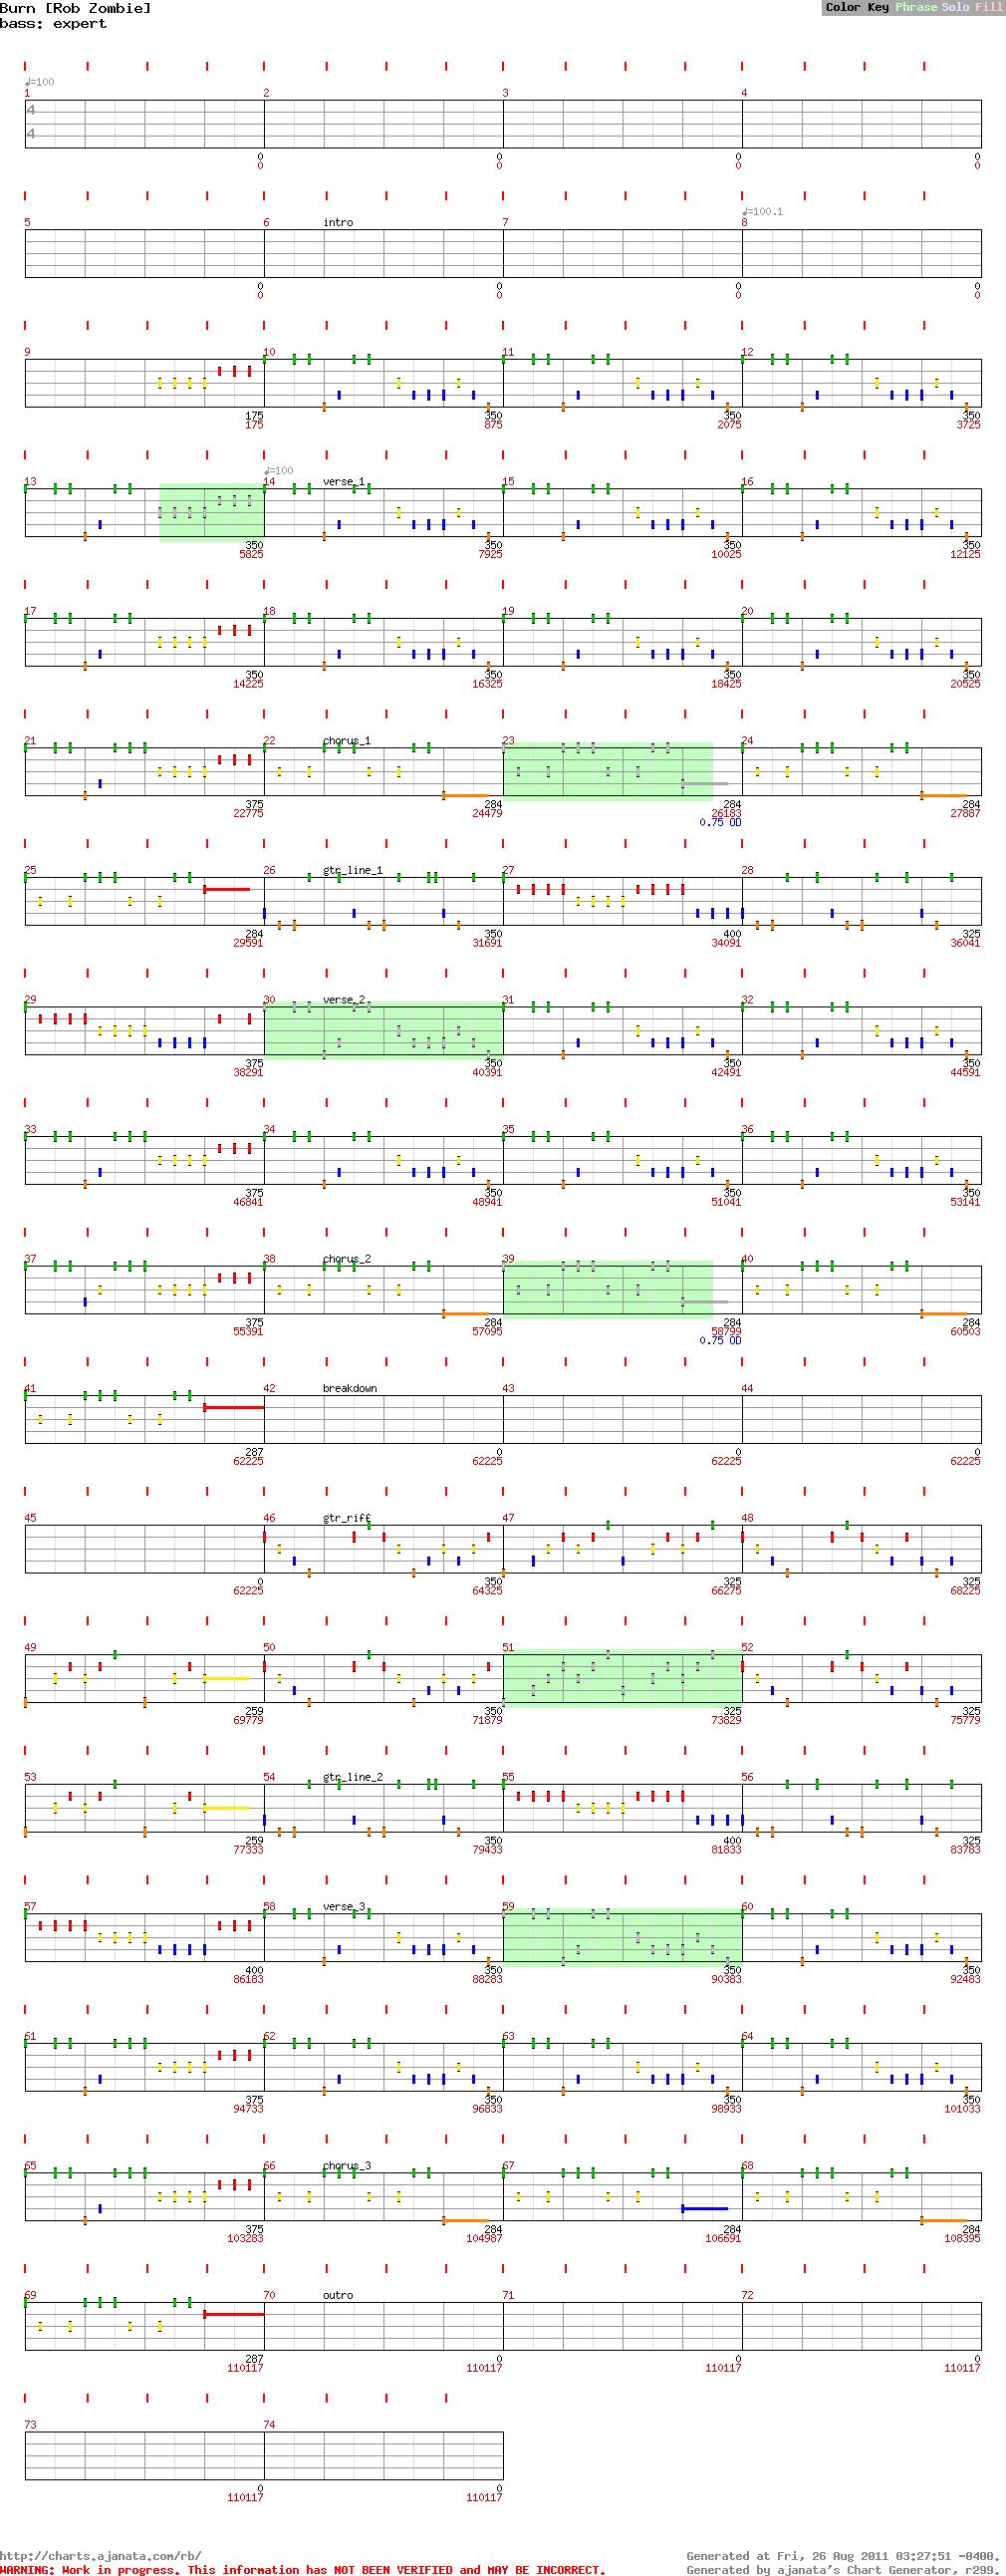 Burn [Rob Zombie]
Color Key Phrase Solo Fill
bass: expert
♩=100
1 2 3 4
4
4
0 0 0 0
0 0 0 0
♩=100.1
5 6 intro 7 8
0 0 0 0
0 0 0 0
9 10 11 12
175 350 350 350
175 875 2075 3725
♩=100
13 14 verse_1 15 16
350 350 350 350
5825 7925 10025 12125
17 18 19 20
350 350 350 350
14225 16325 18425 20525
21 22 chorus_1 23 24
375 284 284 284
22775 24479 26183 27887
0.75 OD
25 26 gtr_line_1 27 28
284 350 400 325
29591 31691 34091 36041
29 30 verse_2 31 32
375 350 350 350
38291 40391 42491 44591
33 34 35 36
375 350 350 350
46841 48941 51041 53141
37 38 chorus_2 39 40
375 284 284 284
55391 57095 58799 60503
0.75 OD
41 42 breakdown 43 44
287 0 0 0
62225 62225 62225 62225
45 46 gtr_riff 47 48
0 350 325 325
62225 64325 66275 68225
49 50 51 52
259 350 325 325
69779 71879 73829 75779
53 54 gtr_line_2 55 56
259 350 400 325
77333 79433 81833 83783
57 58 verse_3 59 60
400 350 350 350
86183 88283 90383 92483
61 62 63 64
375 350 350 350
94733 96833 98933 101033
65 66 chorus_3 67 68
375 284 284 284
103283 104987 106691 108395
69 70 outro 71 72
287 0 0 0
110117 110117 110117 110117
73 74
0 0
110117 110117
http://charts.ajanata.com/rb/
Generated at Fri, 26 Aug 2011 03:27:51 -0400.
WARNING: Work in progress. This information has NOT BEEN VERIFIED and MAY BE INCORRECT.
Generated by ajanata's Chart Generator, r299.